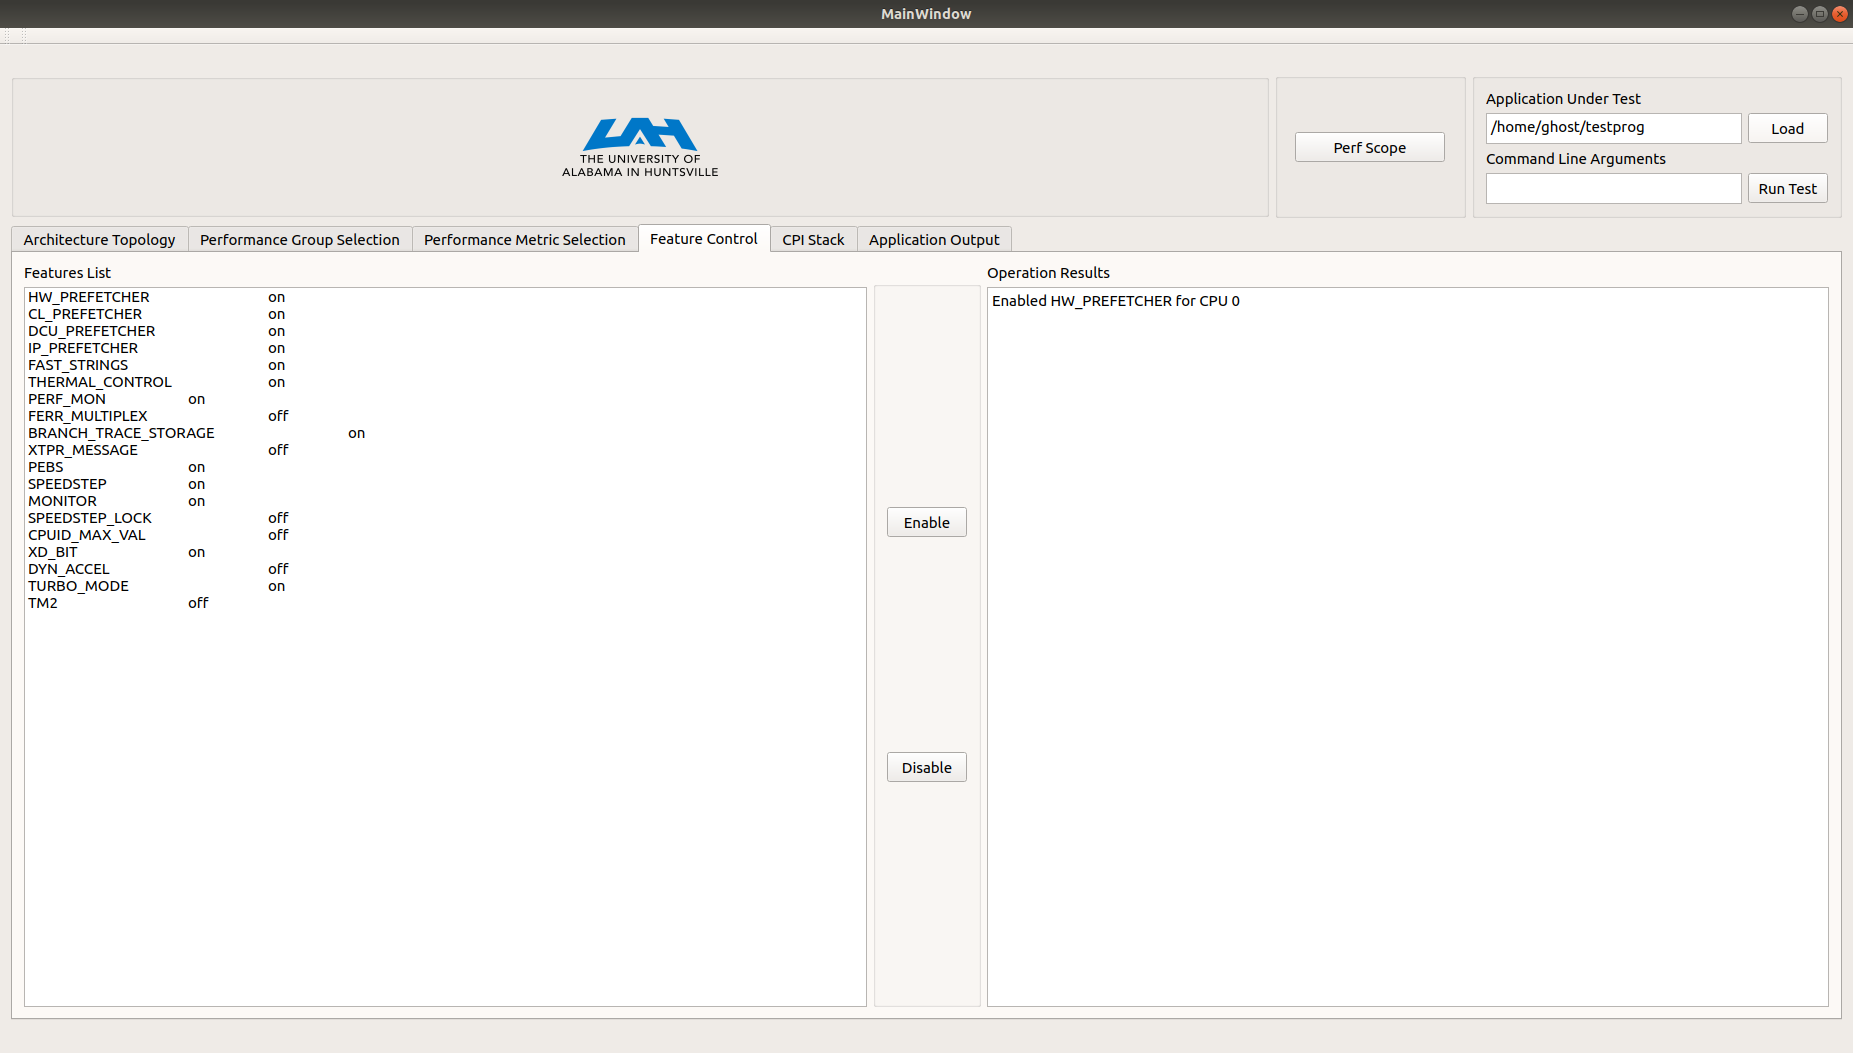 MainWindow
THE UNIVERSITY OF
ALABAMA IN HUNTSVILLE
Perf Scope
Application Under Test
/home/ghost/testprog
Load
Command Line Arguments
Run Test
Architecture Topology Performance Group Selection Performance Metric Selection Feature Control CPI Stack Application Output
Features List
HW_PREFETCHER on
CL_PREFETCHER on
DCU_PREFETCHER on
IP_PREFETCHER on
FAST_STRINGS on
THERMAL_CONTROL on
PERF_MON on
FERR_MULTIPLEX off
BRANCH_TRACE_STORAGE on
XTPR_MESSAGE off
PEBS on
SPEEDSTEP on
MONITOR on
SPEEDSTEP_LOCK off
CPUID_MAX_VAL off
XD_BIT on
DYN_ACCEL off
TURBO_MODE on
TM2 off
Enable
Disable
Operation Results
Enabled HW_PREFETCHER for CPU 0